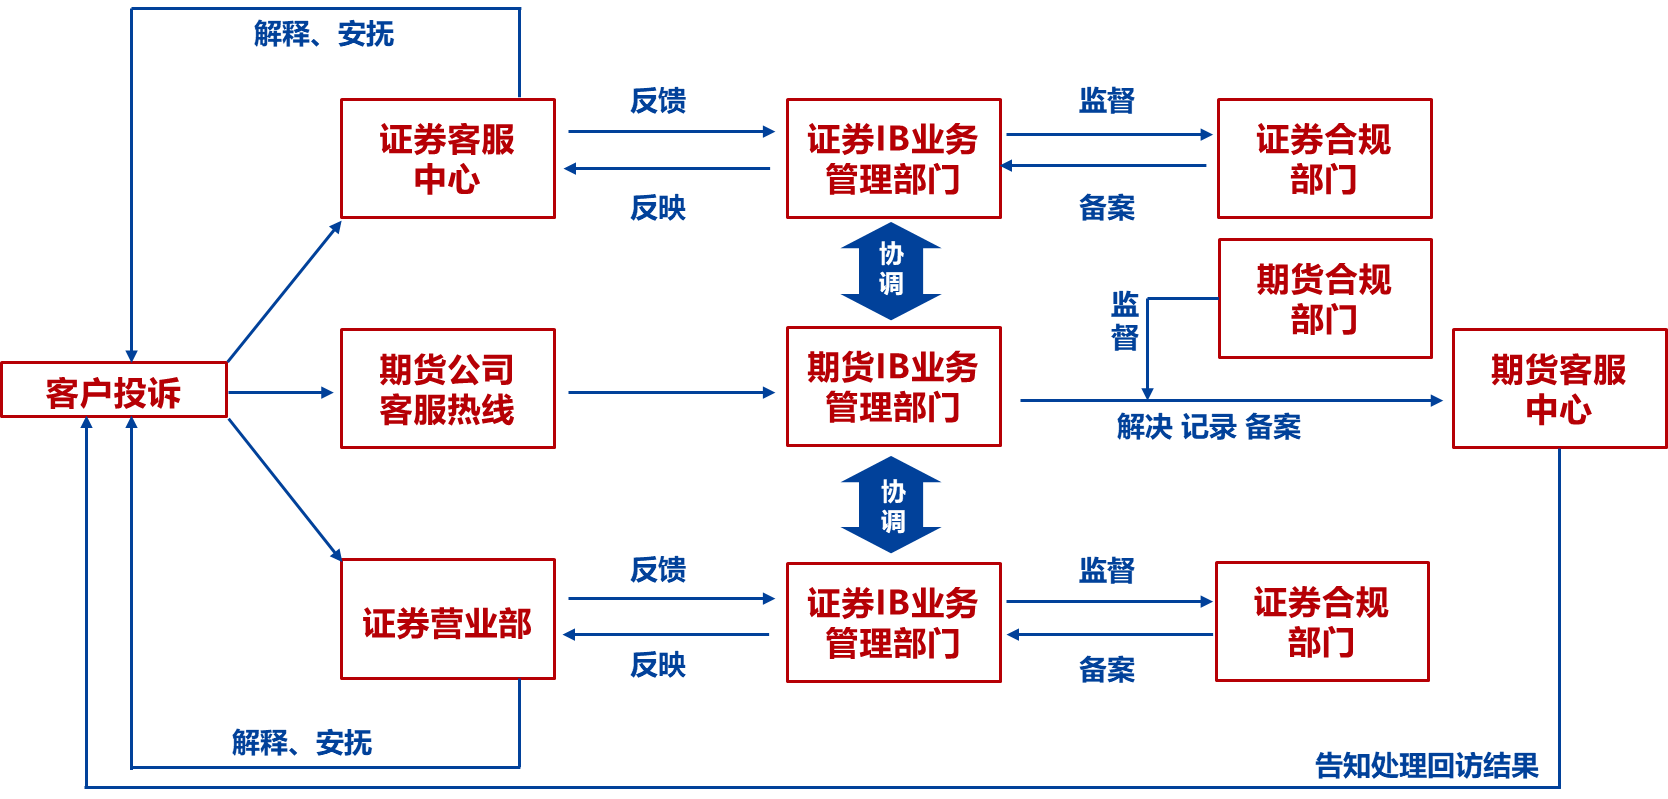 解释、安抚
反馈
监督
证券客服
中心
证券IB业务
管理部门
证券合规
部门
反映
备案
协
调
期货合规
部门
监
督
客户投诉
期货公司
客服热线
期货IB业务
管理部门
期货客服
中心
解决 记录 备案
协
调
反馈
监督
证券营业部
证券IB业务
管理部门
证券合规
部门
反映
备案
解释、安抚
告知处理回访结果